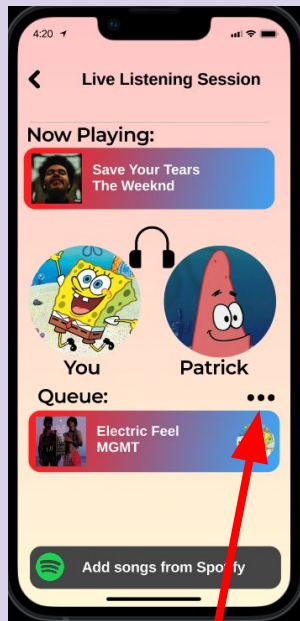 4:20
Live Listening Session
Now Playing:
Save Your Tears
The Weeknd
You
Patrick
Queue:
Electric Feel
MGMT
Add songs from Spotify